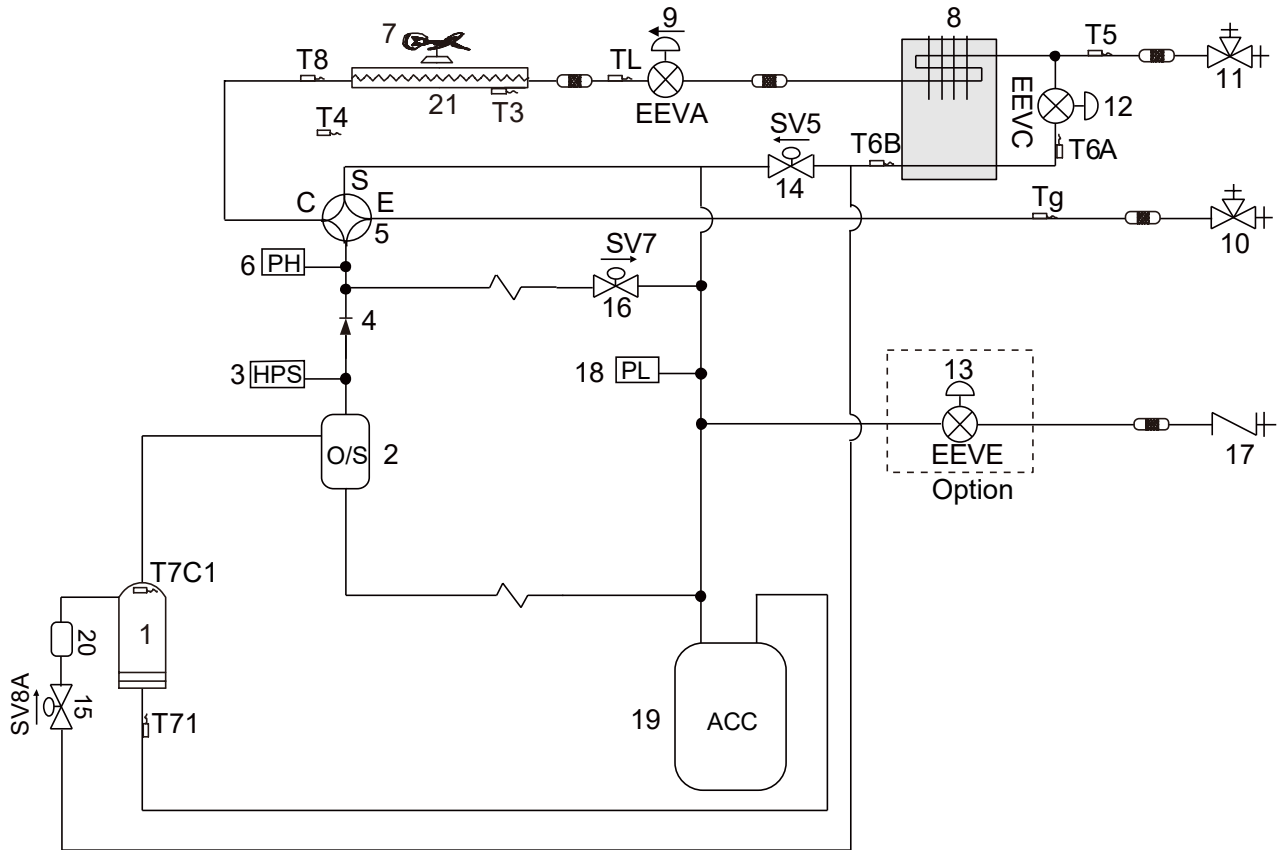 7
9
8
T8
TL
T5
21
T3
EEVA
EEVC
12
11
T4
SV5
T6B
T6A
14
S
C
E
5
Tg
6
PH
SV7
10
16
4
3
HPS
18
PL
13
O/S
2
EEVE
17
Option
T7C1
1
20
SV8A
15
T71
19
ACC